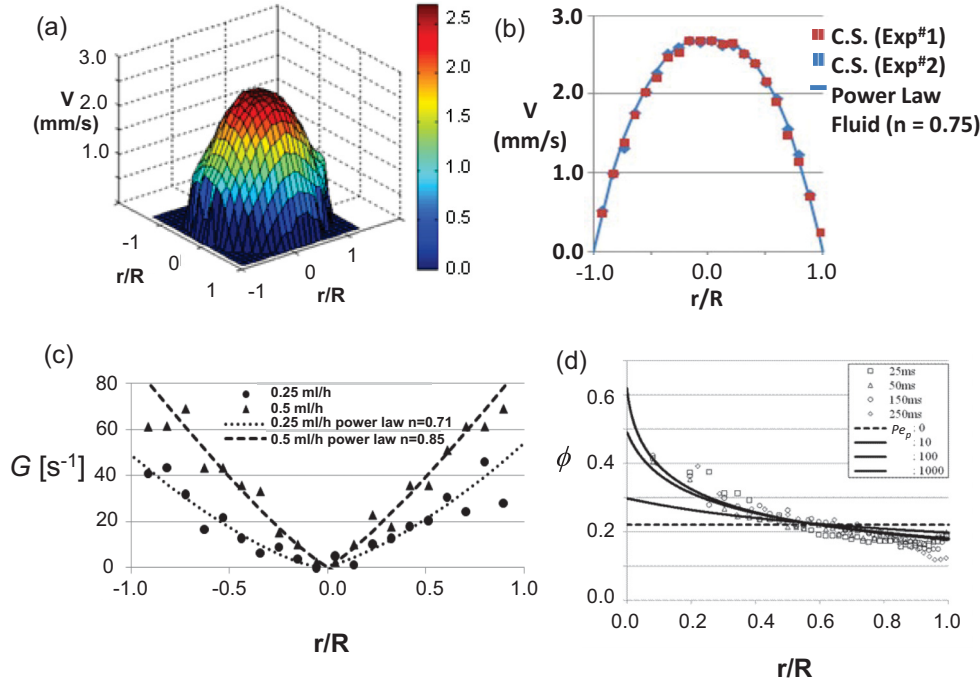 (a)
3.0
V
2.0
(mm/s)
1.0
-1
0
r/R
1
-1
0
1
r/R
2.5
2.0
1.5
1.0
0.5
0.0
(b)
3.0
V
2.0
(mm/s)
1.0
0.0
-1.0 0.0 1.0
r/R
C.S. (Exp#1)
C.S. (Exp#2)
Power Law
Fluid (n = 0.75)
(c)
80
60
G [s-1]
40
20
0
-1.0 -0.5 0.0 0.5 1.0
r/R
0.25 ml/h
0.5 ml/h
0.25 ml/h power law n=0.71
0.5 ml/h power law n=0.85
(d)
0.6
ϕ 0.4
0.2
0.0
0.0 0.2 0.4 0.6 0.8 1.0
r/R
25ms
50ms
150ms
250ms
Pep : 0
: 10
: 100
: 1000